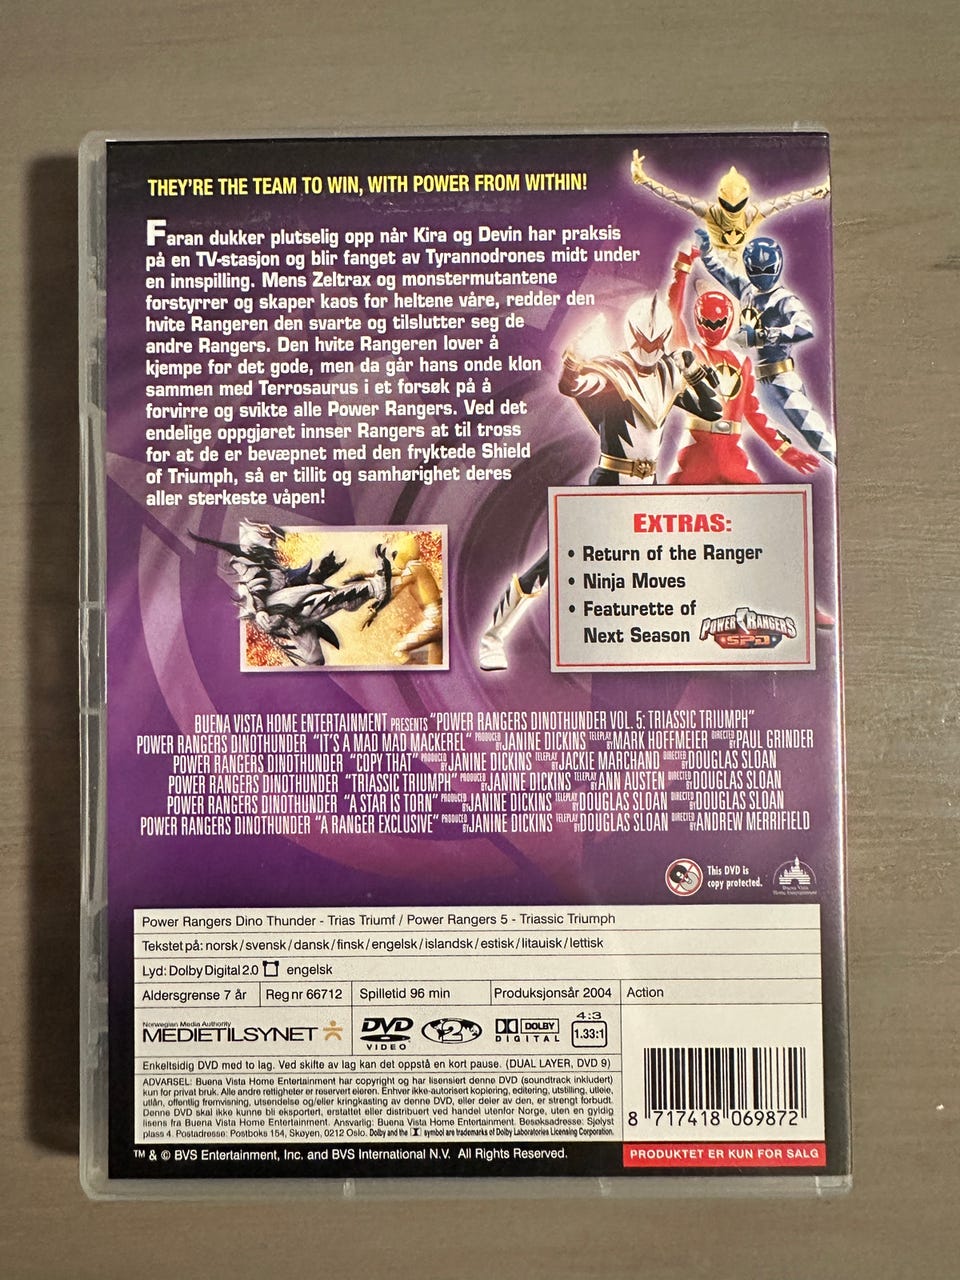 THEY'RE THE TEAM TO WIN, WITH POWER FROM WITHIN!
Faran dukker plutselig opp når Kira og Devin har praksis
på en TV-stasjon og blir fanget av Tyrannodrones midt under
en innspilling. Mens Zeltrax og monstermutantene
forstyrrer og skaper kaos for heltene våre, redder den
hvite Rangeren den svarte og tilslutter seg de
andre Rangers. Den hvite Rangeren lover å
kjempe for det gode, men da går hans onde klon
sammen med Terrosaurus i et forsøk på å
forvirre og svikte alle Power Rangers. Ved det
endelige oppgjøret innser Rangers at til tross
for at de er bevæpnet med den fryktede Shield
of Triumph, så er tillit og samhørighet deres
aller sterkeste våpen!
EXTRAS:
• Return of the Ranger
• Ninja Moves
• Featurette of
Next Season
POWER RANGERS
SPD
BUENA VISTA HOME ENTERTAINMENT PRESENTS "POWER RANGERS DINOTHUNDER VOL. 5: TRIASSIC TRIUMPH"
POWER RANGERS DINOTHUNDER "IT'S A MAD MAD MACKEREL" PRODUCED BY JANINE DICKINS TELEPLAY BY MARK HOFFMEIER DIRECTED BY PAUL GRINDER
POWER RANGERS DINOTHUNDER "COPY THAT" PRODUCED BY JANINE DICKINS TELEPLAY BY JACKIE MARCHAND DIRECTED BY DOUGLAS SLOAN
POWER RANGERS DINOTHUNDER "TRIASSIC TRIUMPH" PRODUCED BY JANINE DICKINS TELEPLAY BY ANN AUSTEN DIRECTED BY DOUGLAS SLOAN
POWER RANGERS DINOTHUNDER "A STAR IS TORN" PRODUCED BY JANINE DICKINS TELEPLAY BY DOUGLAS SLOAN DIRECTED BY DOUGLAS SLOAN
POWER RANGERS DINOTHUNDER "A RANGER EXCLUSIVE" PRODUCED BY JANINE DICKINS TELEPLAY BY DOUGLAS SLOAN DIRECTED BY ANDREW MERRIFIELD
This DVD is
copy protected.
Buena Vista
Home Entertainment
Power Rangers Dino Thunder - Trias Triumf / Power Rangers 5 - Triassic Triumph
Tekstet på: norsk/svensk/dansk/finsk/engelsk/islandsk/estisk/litauisk/lettisk
Lyd: Dolby Digital 2.0 engelsk
Aldersgrense 7 år Reg nr 66712 Spilletid 96 min Produksjonsår 2004 Action
Norwegian Media Authority
MEDIETILSYNET
DVD
VIDEO
2
DOLBY
DIGITAL
4:3
1.33:1
Enkeltsidig DVD med to lag. Ved skifte av lag kan det oppstå en kort pause. (DUAL LAYER, DVD 9)
ADVARSEL: Buena Vista Home Entertainment har copyright og har lisensiert denne DVD (soundtrack inkludert)
kun for privat bruk. Alle andre rettigheter er reservert eieren. Enhver ikke-autorisert kopiering, editering, utstilling, utleie,
utlån, offentlig fremvisning, utsendelse og/eller kringkasting av denne DVD, eller deler av den, er strengt forbudt.
Denne DVD skal ikke kunne bli eksportert, erstattet eller distribuert ved handel utenfor Norge, uten en gyldig
lisens fra Buena Vista Home Entertainment. Ansvarlig: Buena Vista Home Entertainment. Besøksadresse: Sjølyst
plass 4. Postadresse: Postboks 154, Skøyen, 0212 Oslo. Dolby and the symbol are trademarks of Dolby Laboratories Licensing Corporation.
8 717418 069872
™ & © BVS Entertainment, Inc. and BVS International N.V. All Rights Reserved.
PRODUKTET ER KUN FOR SALG